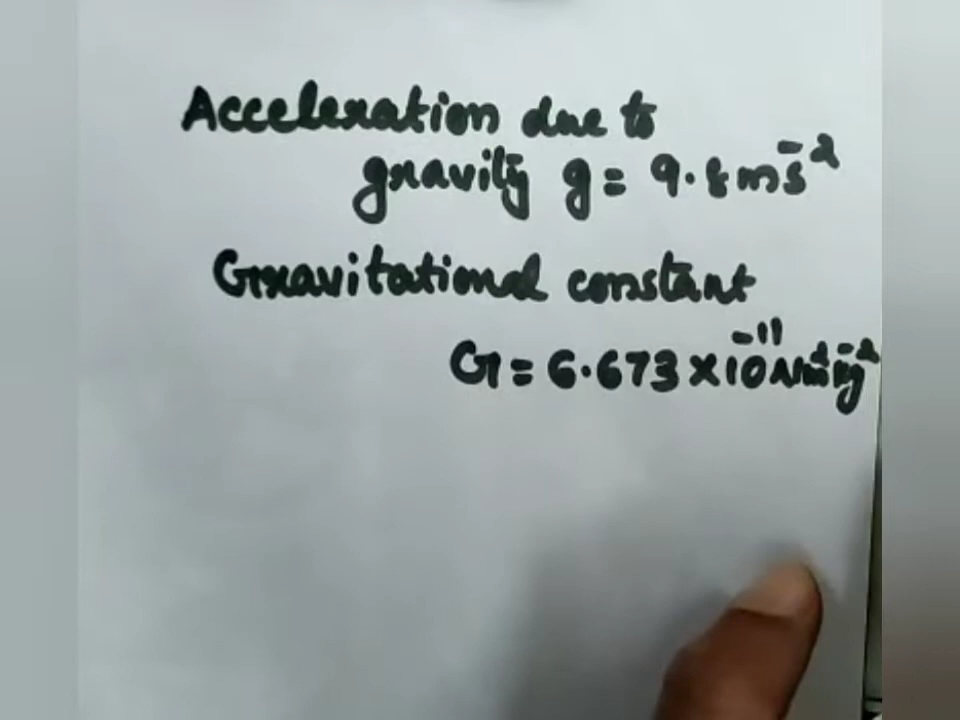 Acceleration due to
gravity g = 9.8 ms⁻²
Gravitational constant
G = 6.673 × 10⁻¹¹ Nm²kg⁻²